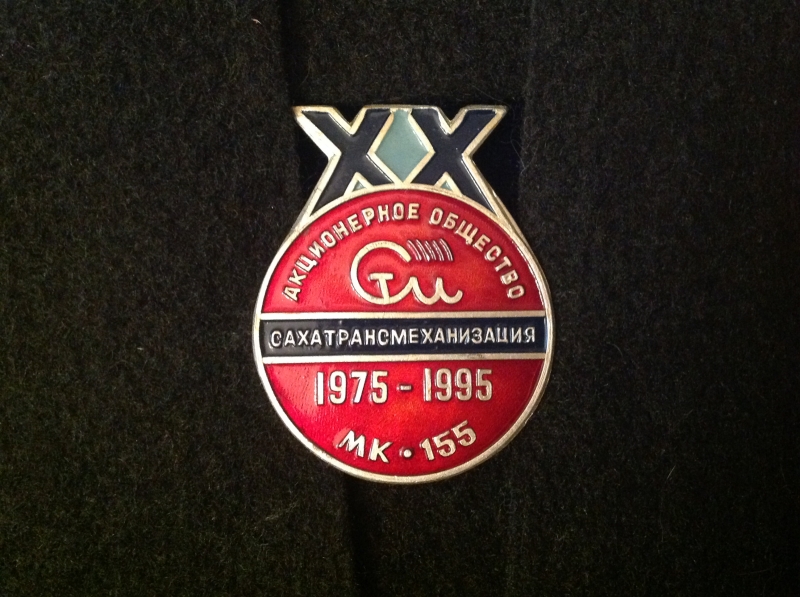 XX
АКЦИОНЕРНОЕ ОБЩЕСТВО
Стм
САХАТРАНСМЕХАНИЗАЦИЯ
1975 - 1995
МК • 155